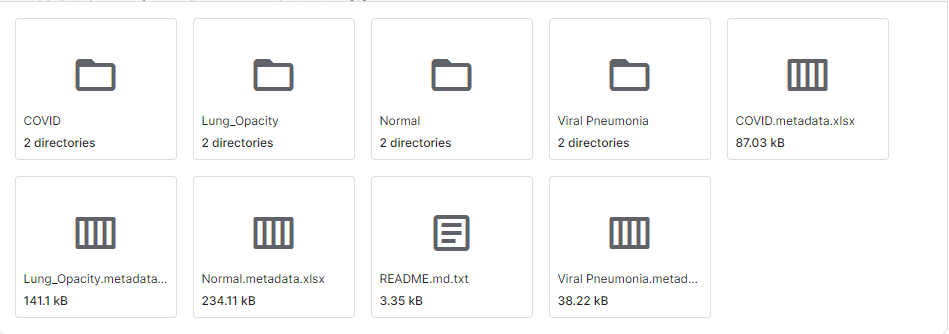 COVID
2 directories
Lung_Opacity
2 directories
Normal
2 directories
Viral Pneumonia
2 directories
COVID.metadata.xlsx
87.03 kB
Lung_Opacity.metadata...
141.1 kB
Normal.metadata.xlsx
234.11 kB
README.md.txt
3.35 kB
Viral Pneumonia.metad...
38.22 kB